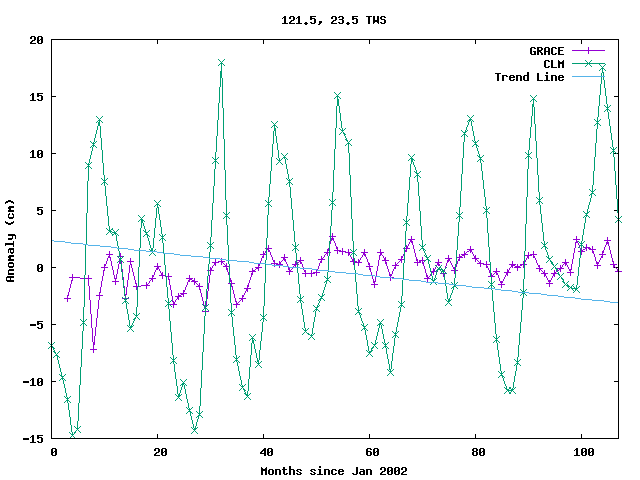 121.5, 23.5 TWS
GRACE
CLM
Trend Line
20
15
10
5
0
-5
-10
-15
Anomaly (cm)
0 20 40 60 80 100
Months since Jan 2002